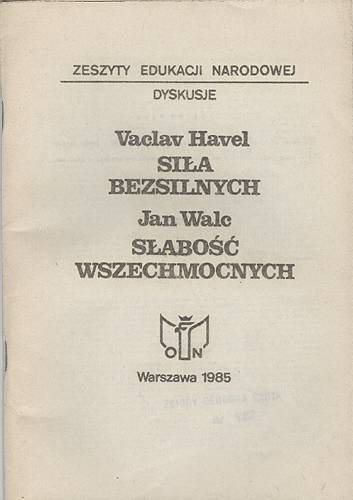 ZESZYTY EDUKACJI NARODOWEJ
DYSKUSJE
Vaclav Havel
SIŁA
BEZSILNYCH
Jan Walc
SŁABOŚĆ
WSZECHMOCNYCH
O N
Warszawa 1985